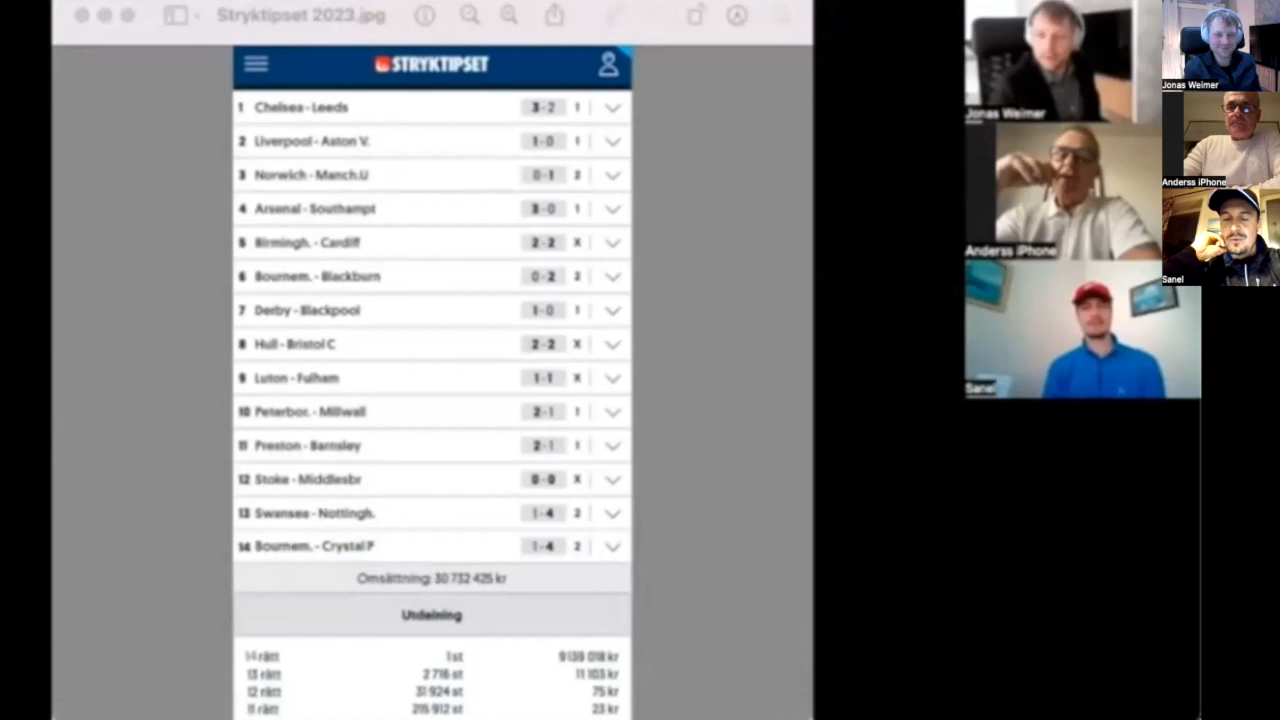 Stryktipset 2023.jpg
STRYKTIPSET
1 Chelsea - Leeds 3 - 2 1
2 Liverpool - Aston V. 1 - 0 1
3 Norwich - Manch.U 0 - 1 2
4 Arsenal - Southampt 3 - 0 1
5 Birmingh. - Cardiff 2 - 2 X
6 Bournem. - Blackburn 0 - 2 2
7 Derby - Blackpool 1 - 0 1
8 Hull - Bristol C 2 - 2 X
9 Luton - Fulham 1 - 1 X
10 Peterbor. - Millwall 2 - 1 1
11 Preston - Barnsley 2 - 1 1
12 Stoke - Middlesbr 0 - 0 X
13 Swansea - Nottingh. 1 - 4 2
14 Bournem. - Crystal P 1 - 4 2
Omsättning: 30 732 425 kr
Utdelning
14 rätt 1 st 9 139 018 kr
13 rätt 2 716 st 11 103 kr
12 rätt 31 924 st 75 kr
11 rätt 215 912 st 23 kr
Jonas Weimer
Anderss iPhone
Sanel
Jonas Weimer
Anderss iPhone
Sanel